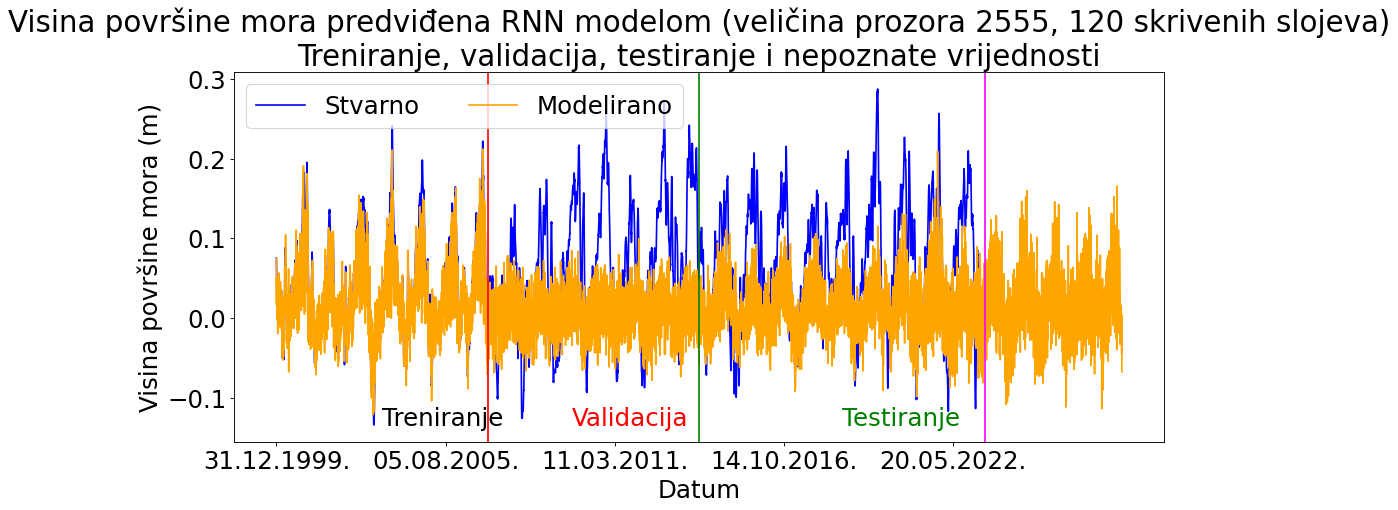 Visina površine mora predviđena RNN modelom (veličina prozora 2555, 120 skrivenih slojeva)
Treniranje, validacija, testiranje i nepoznate vrijednosti
Stvarno Modelirano
Visina površine mora (m)
0.3
0.2
0.1
0.0
−0.1
Treniranje Validacija Testiranje
31.12.1999. 05.08.2005. 11.03.2011. 14.10.2016. 20.05.2022.
Datum